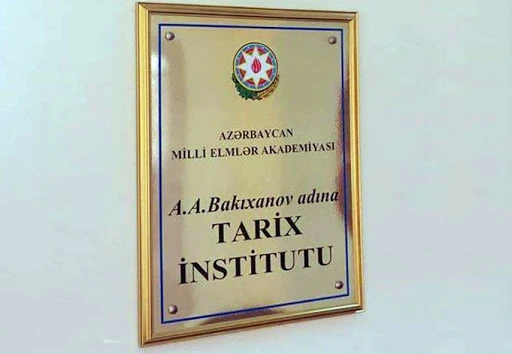 AZƏRBAYCAN
MİLLİ ELMLƏR AKADEMİYASI
A.A.Bakıxanov adına
TARİX
İNSTİTUTU